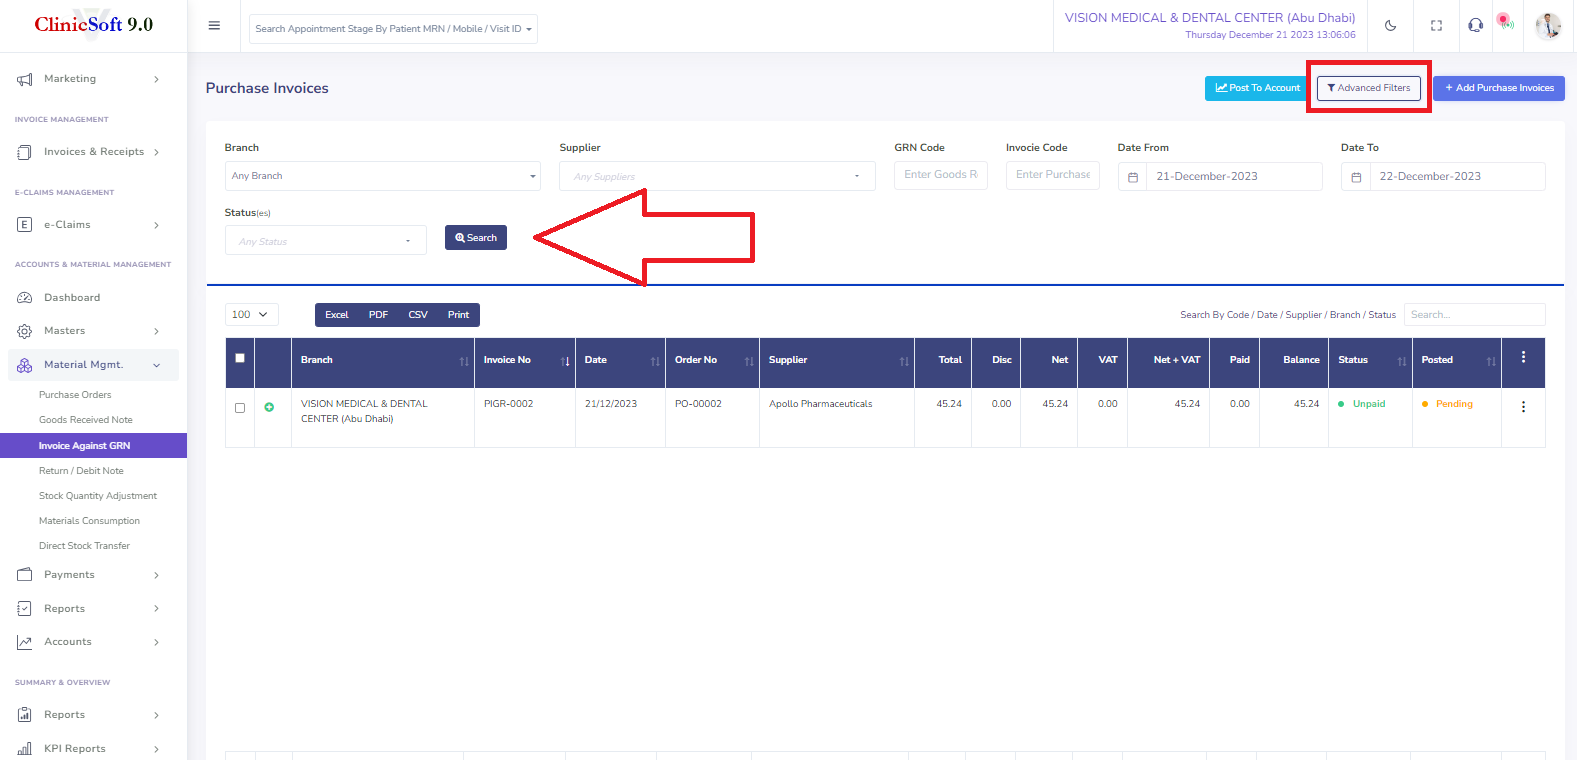 ClinicSoft 9.0
Search Appointment Stage By Patient MRN / Mobile / Visit ID
VISION MEDICAL & DENTAL CENTER (Abu Dhabi)
Thursday December 21 2023 13:06:06
Marketing
INVOICE MANAGEMENT
Invoices & Receipts
E-CLAIMS MANAGEMENT
E e-Claims
ACCOUNTS & MATERIAL MANAGEMENT
Dashboard
Masters
Material Mgmt.
Purchase Orders
Goods Received Note
Invoice Against GRN
Return / Debit Note
Stock Quantity Adjustment
Materials Consumption
Direct Stock Transfer
Payments
Reports
Accounts
SUMMARY & OVERVIEW
Reports
KPI Reports
Purchase Invoices
Post To Account
Advanced Filters
+ Add Purchase Invoices
Branch Supplier GRN Code Invocie Code Date From Date To
Any Branch Any Suppliers Enter Goods R Enter Purchase 21-December-2023 22-December-2023
Status(es)
Any Status Search
100 Excel PDF CSV Print Search By Code / Date / Supplier / Branch / Status Search...
Branch Invoice No Date Order No Supplier Total Disc Net VAT Net + VAT Paid Balance Status Posted
VISION MEDICAL & DENTAL PIGR-0002 21/12/2023 PO-00002 Apollo Pharmaceuticals 45.24 0.00 45.24 0.00 45.24 0.00 45.24 Unpaid Pending
CENTER (Abu Dhabi)